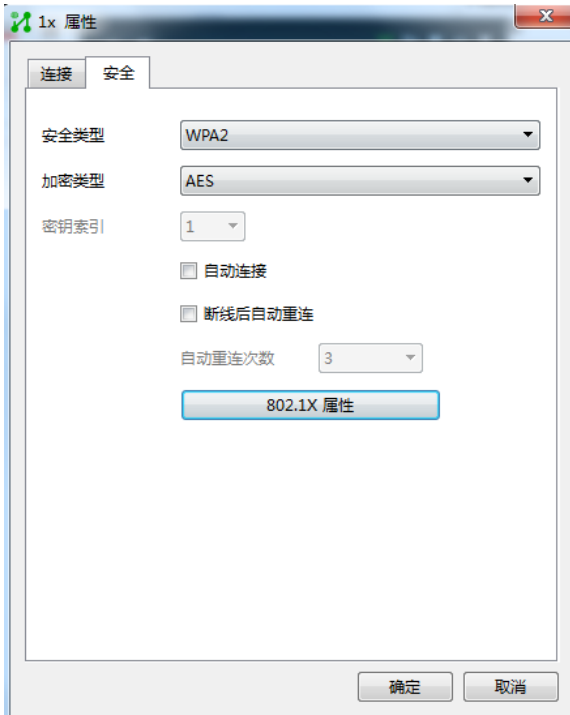 1x 属性
连接 安全
安全类型 WPA2
加密类型 AES
密钥索引 1
自动连接
断线后自动重连
自动重连次数 3
802.1X 属性
确定 取消